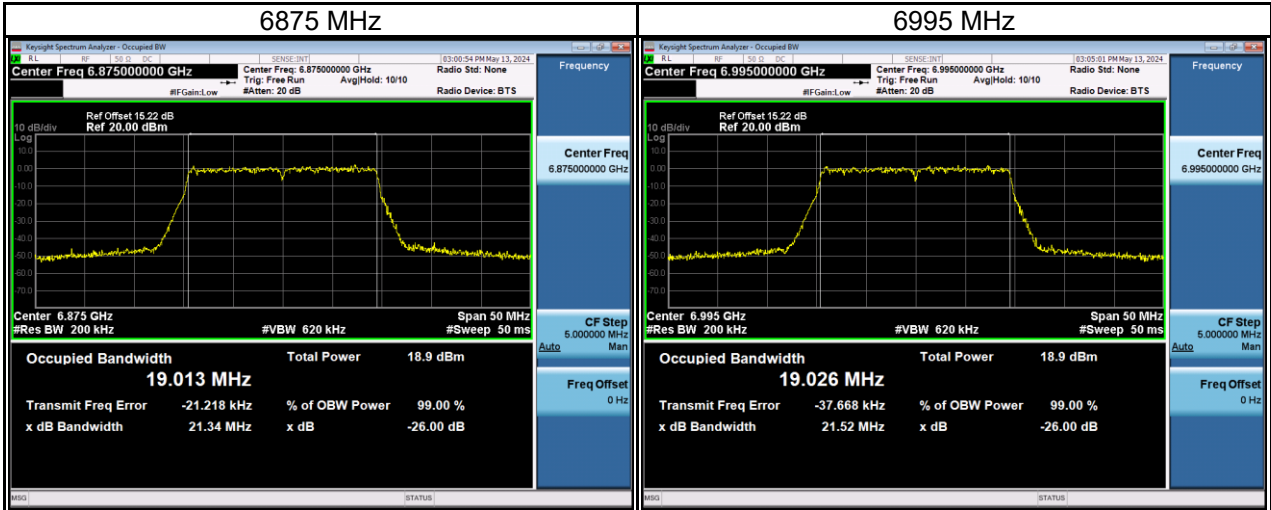 6875 MHz
Keysight Spectrum Analyzer - Occupied BW
RL RF 50 Ω DC SENSE:INT 03:00:54 PM May 13, 2024
Center Freq 6.875000000 GHz
Center Freq: 6.875000000 GHz
Radio Std: None
Trig: Free Run Avg|Hold: 10/10
#IFGain:Low
#Atten: 20 dB
Radio Device: BTS
Frequency
Ref Offset 15.22 dB
10 dB/div Ref 20.00 dBm
Log
10.0
0.00
-10.0
-20.0
-30.0
-40.0
-50.0
-60.0
-70.0
Center Freq
6.875000000 GHz
Center 6.875 GHz Span 50 MHz
#Res BW 200 kHz #VBW 620 kHz #Sweep 50 ms
CF Step
5.000000 MHz
Auto Man
Occupied Bandwidth Total Power 18.9 dBm
19.013 MHz
Transmit Freq Error -21.218 kHz % of OBW Power 99.00 %
x dB Bandwidth 21.34 MHz x dB -26.00 dB
Freq Offset
0 Hz
MSG STATUS
6995 MHz
Keysight Spectrum Analyzer - Occupied BW
RL RF 50 Ω DC SENSE:INT 03:05:01 PM May 13, 2024
Center Freq 6.995000000 GHz
Center Freq: 6.995000000 GHz
Radio Std: None
Trig: Free Run Avg|Hold: 10/10
#IFGain:Low
#Atten: 20 dB
Radio Device: BTS
Frequency
Ref Offset 15.22 dB
10 dB/div Ref 20.00 dBm
Log
10.0
0.00
-10.0
-20.0
-30.0
-40.0
-50.0
-60.0
-70.0
Center Freq
6.995000000 GHz
Center 6.995 GHz Span 50 MHz
#Res BW 200 kHz #VBW 620 kHz #Sweep 50 ms
CF Step
5.000000 MHz
Auto Man
Occupied Bandwidth Total Power 18.9 dBm
19.026 MHz
Transmit Freq Error -37.668 kHz % of OBW Power 99.00 %
x dB Bandwidth 21.52 MHz x dB -26.00 dB
Freq Offset
0 Hz
MSG STATUS